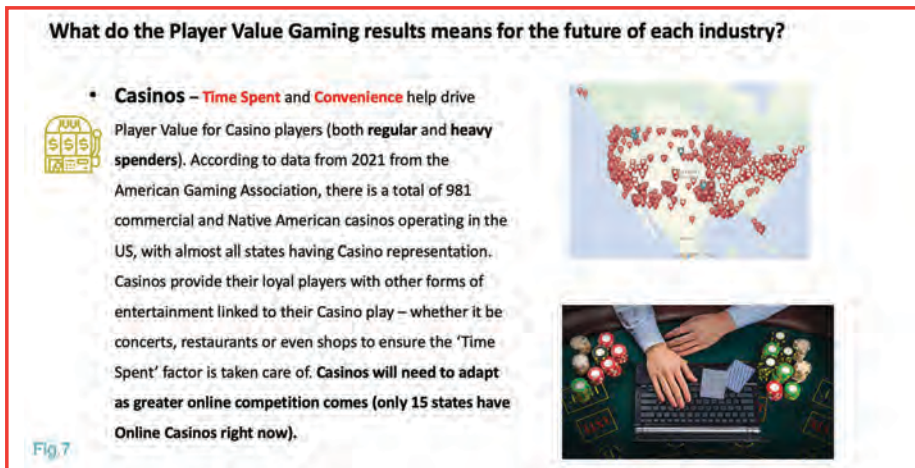 What do the Player Value Gaming results means for the future of each industry?
• Casinos – Time Spent and Convenience help drive
Player Value for Casino players (both regular and heavy
spenders). According to data from 2021 from the
American Gaming Association, there is a total of 981
commercial and Native American casinos operating in the
US, with almost all states having Casino representation.
Casinos provide their loyal players with other forms of
entertainment linked to their Casino play – whether it be
concerts, restaurants or even shops to ensure the ‘Time
Spent’ factor is taken care of. Casinos will need to adapt
as greater online competition comes (only 15 states have
Online Casinos right now).
$ $ $
Fig 7